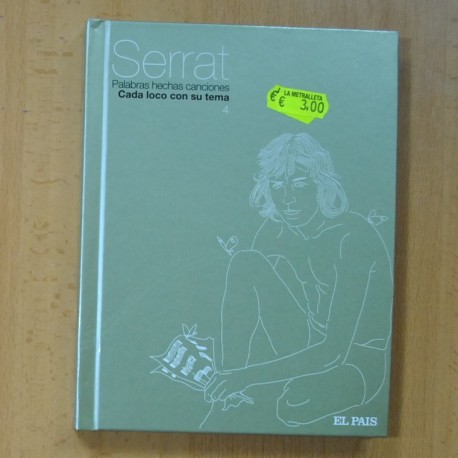 Serrat
Palabras hechas canciones
Cada loco con su tema
4
LA METRALLETA
€ 3,00
EL PAIS